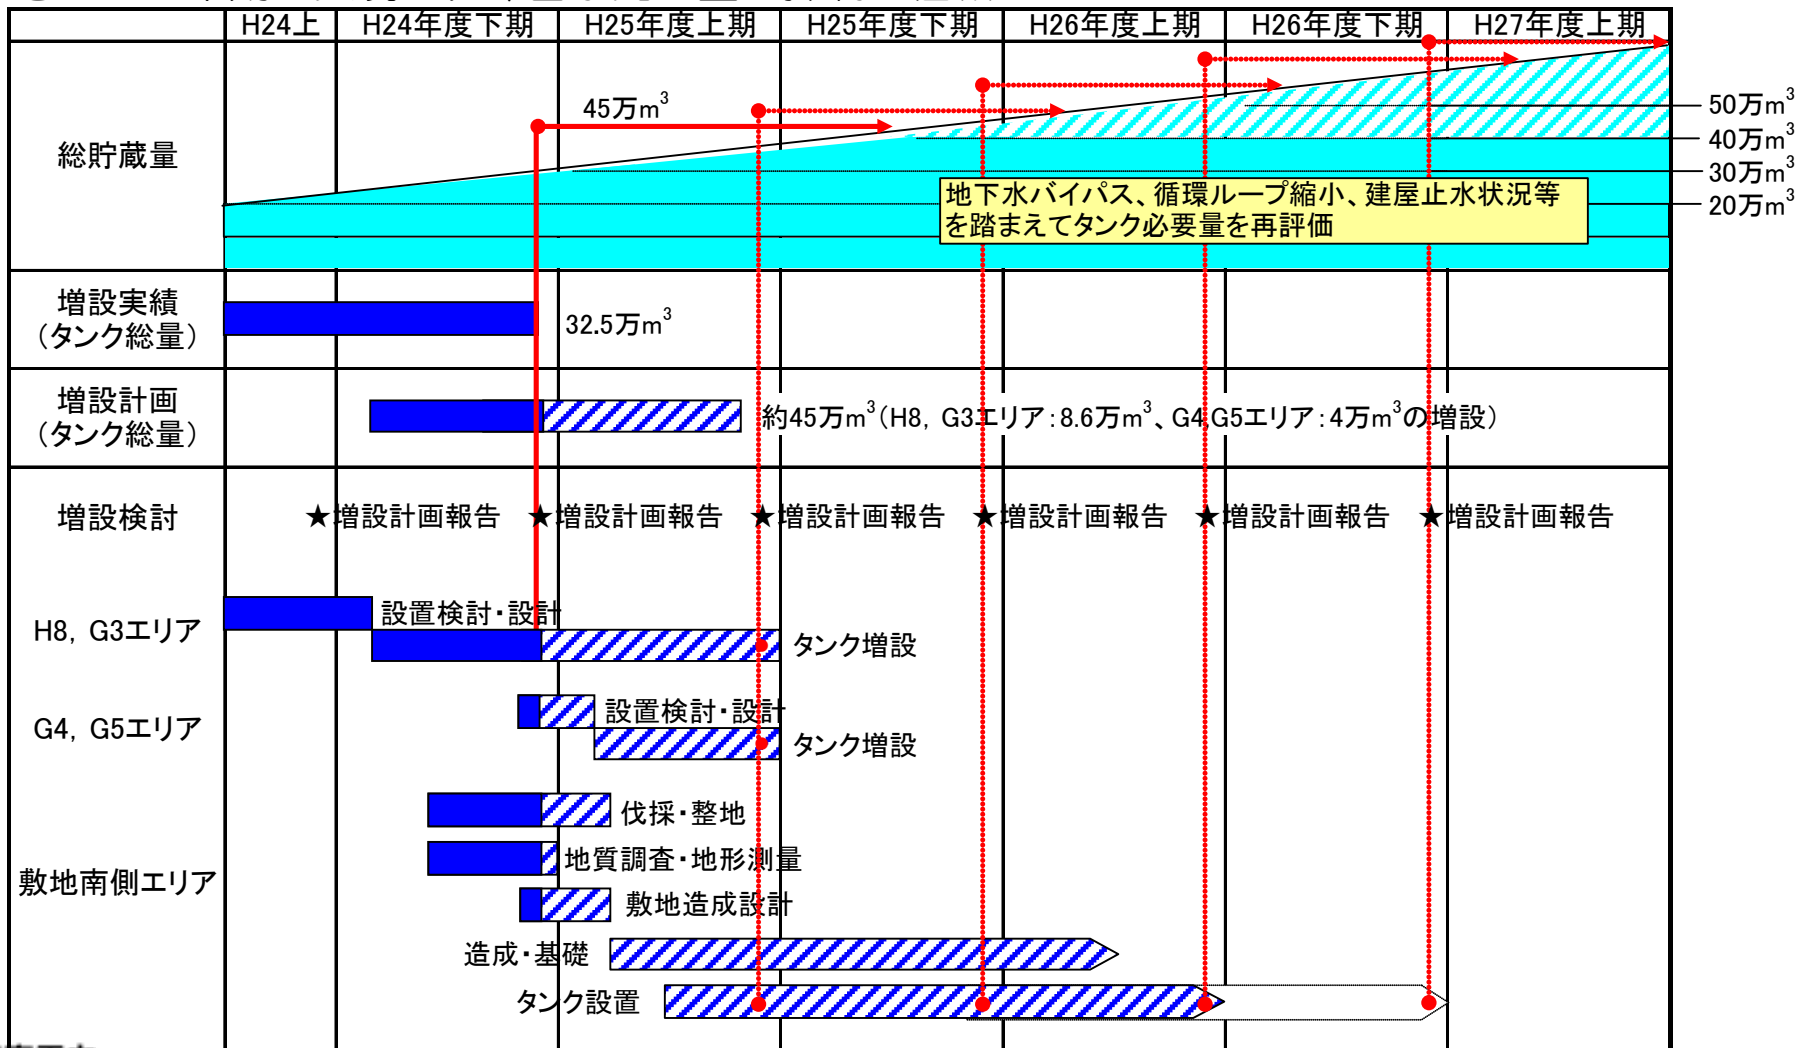 H24上 H24年度下期 H25年度上期 H25年度下期 H26年度上期 H26年度下期 H27年度上期
総貯蔵量
45万m³
50万m³
40万m³
30万m³
20万m³
地下水バイパス、循環ループ縮小、建屋止水状況等
を踏まえてタンク必要量を再評価
増設実績
(タンク総量)
32.5万m³
増設計画
(タンク総量)
約45万m³(H8, G3エリア:8.6万m³、G4,G5エリア:4万m³の増設)
増設検討
★増設計画報告 ★増設計画報告 ★増設計画報告 ★増設計画報告 ★増設計画報告 ★増設計画報告
H8, G3エリア
設置検討・設計
タンク増設
G4, G5エリア
設置検討・設計
タンク増設
敷地南側エリア
伐採・整地
地質調査・地形測量
敷地造成設計
造成・基礎
タンク設置